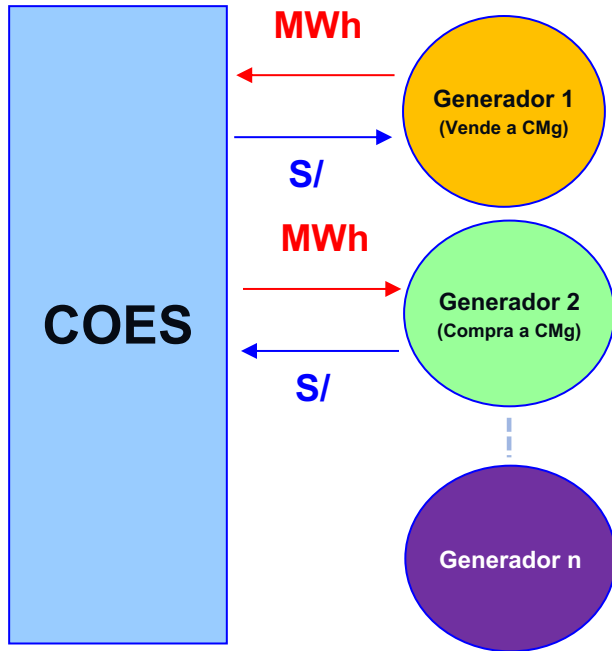 MWh
Generador 1
(Vende a CMg)
S/
MWh
COES
Generador 2
(Compra a CMg)
S/
Generador n